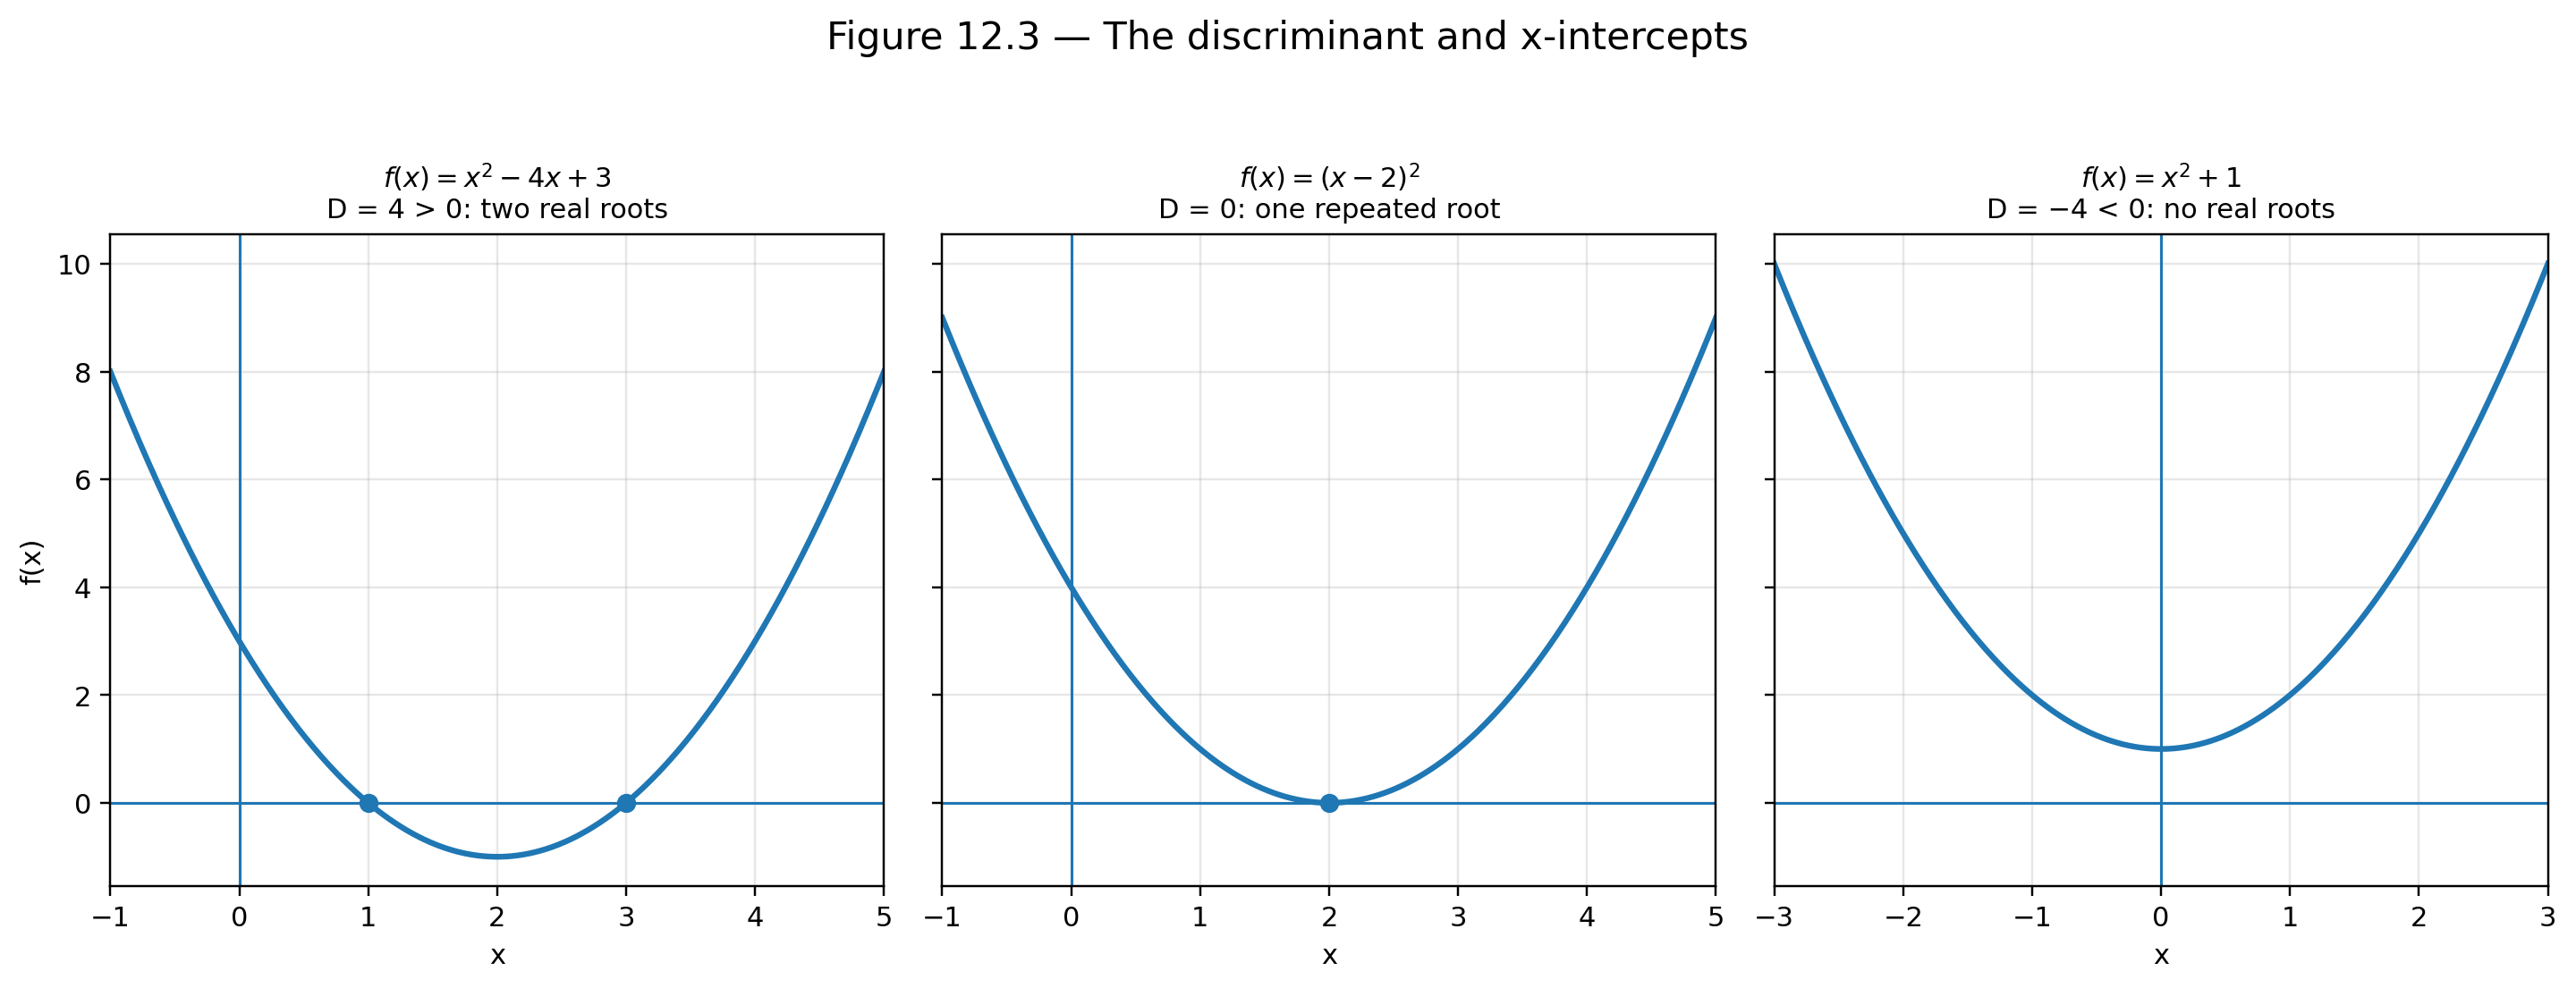 Figure 12.3 — The discriminant and x-intercepts
f(x) = x² − 4x + 3
D = 4 > 0: two real roots
f(x) = (x − 2)²
D = 0: one repeated root
f(x) = x² + 1
D = −4 < 0: no real roots
f(x)
10
8
6
4
2
0
−1 0 1 2 3 4 5
x
−1 0 1 2 3 4 5
x
−3 −2 −1 0 1 2 3
x